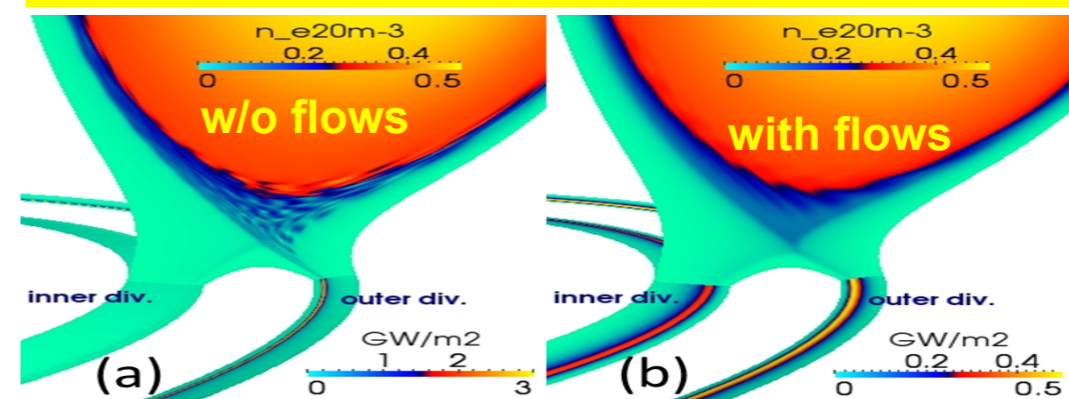 n_e20m-3
0.2 0.4
0 0.5
w/o flows
inner div.
outer div.
GW/m2
1 2
0 3
(a)
n_e20m-3
0.2 0.4
0 0.5
with flows
inner div.
outer div.
GW/m2
0.2 0.4
0 0.5
(b)